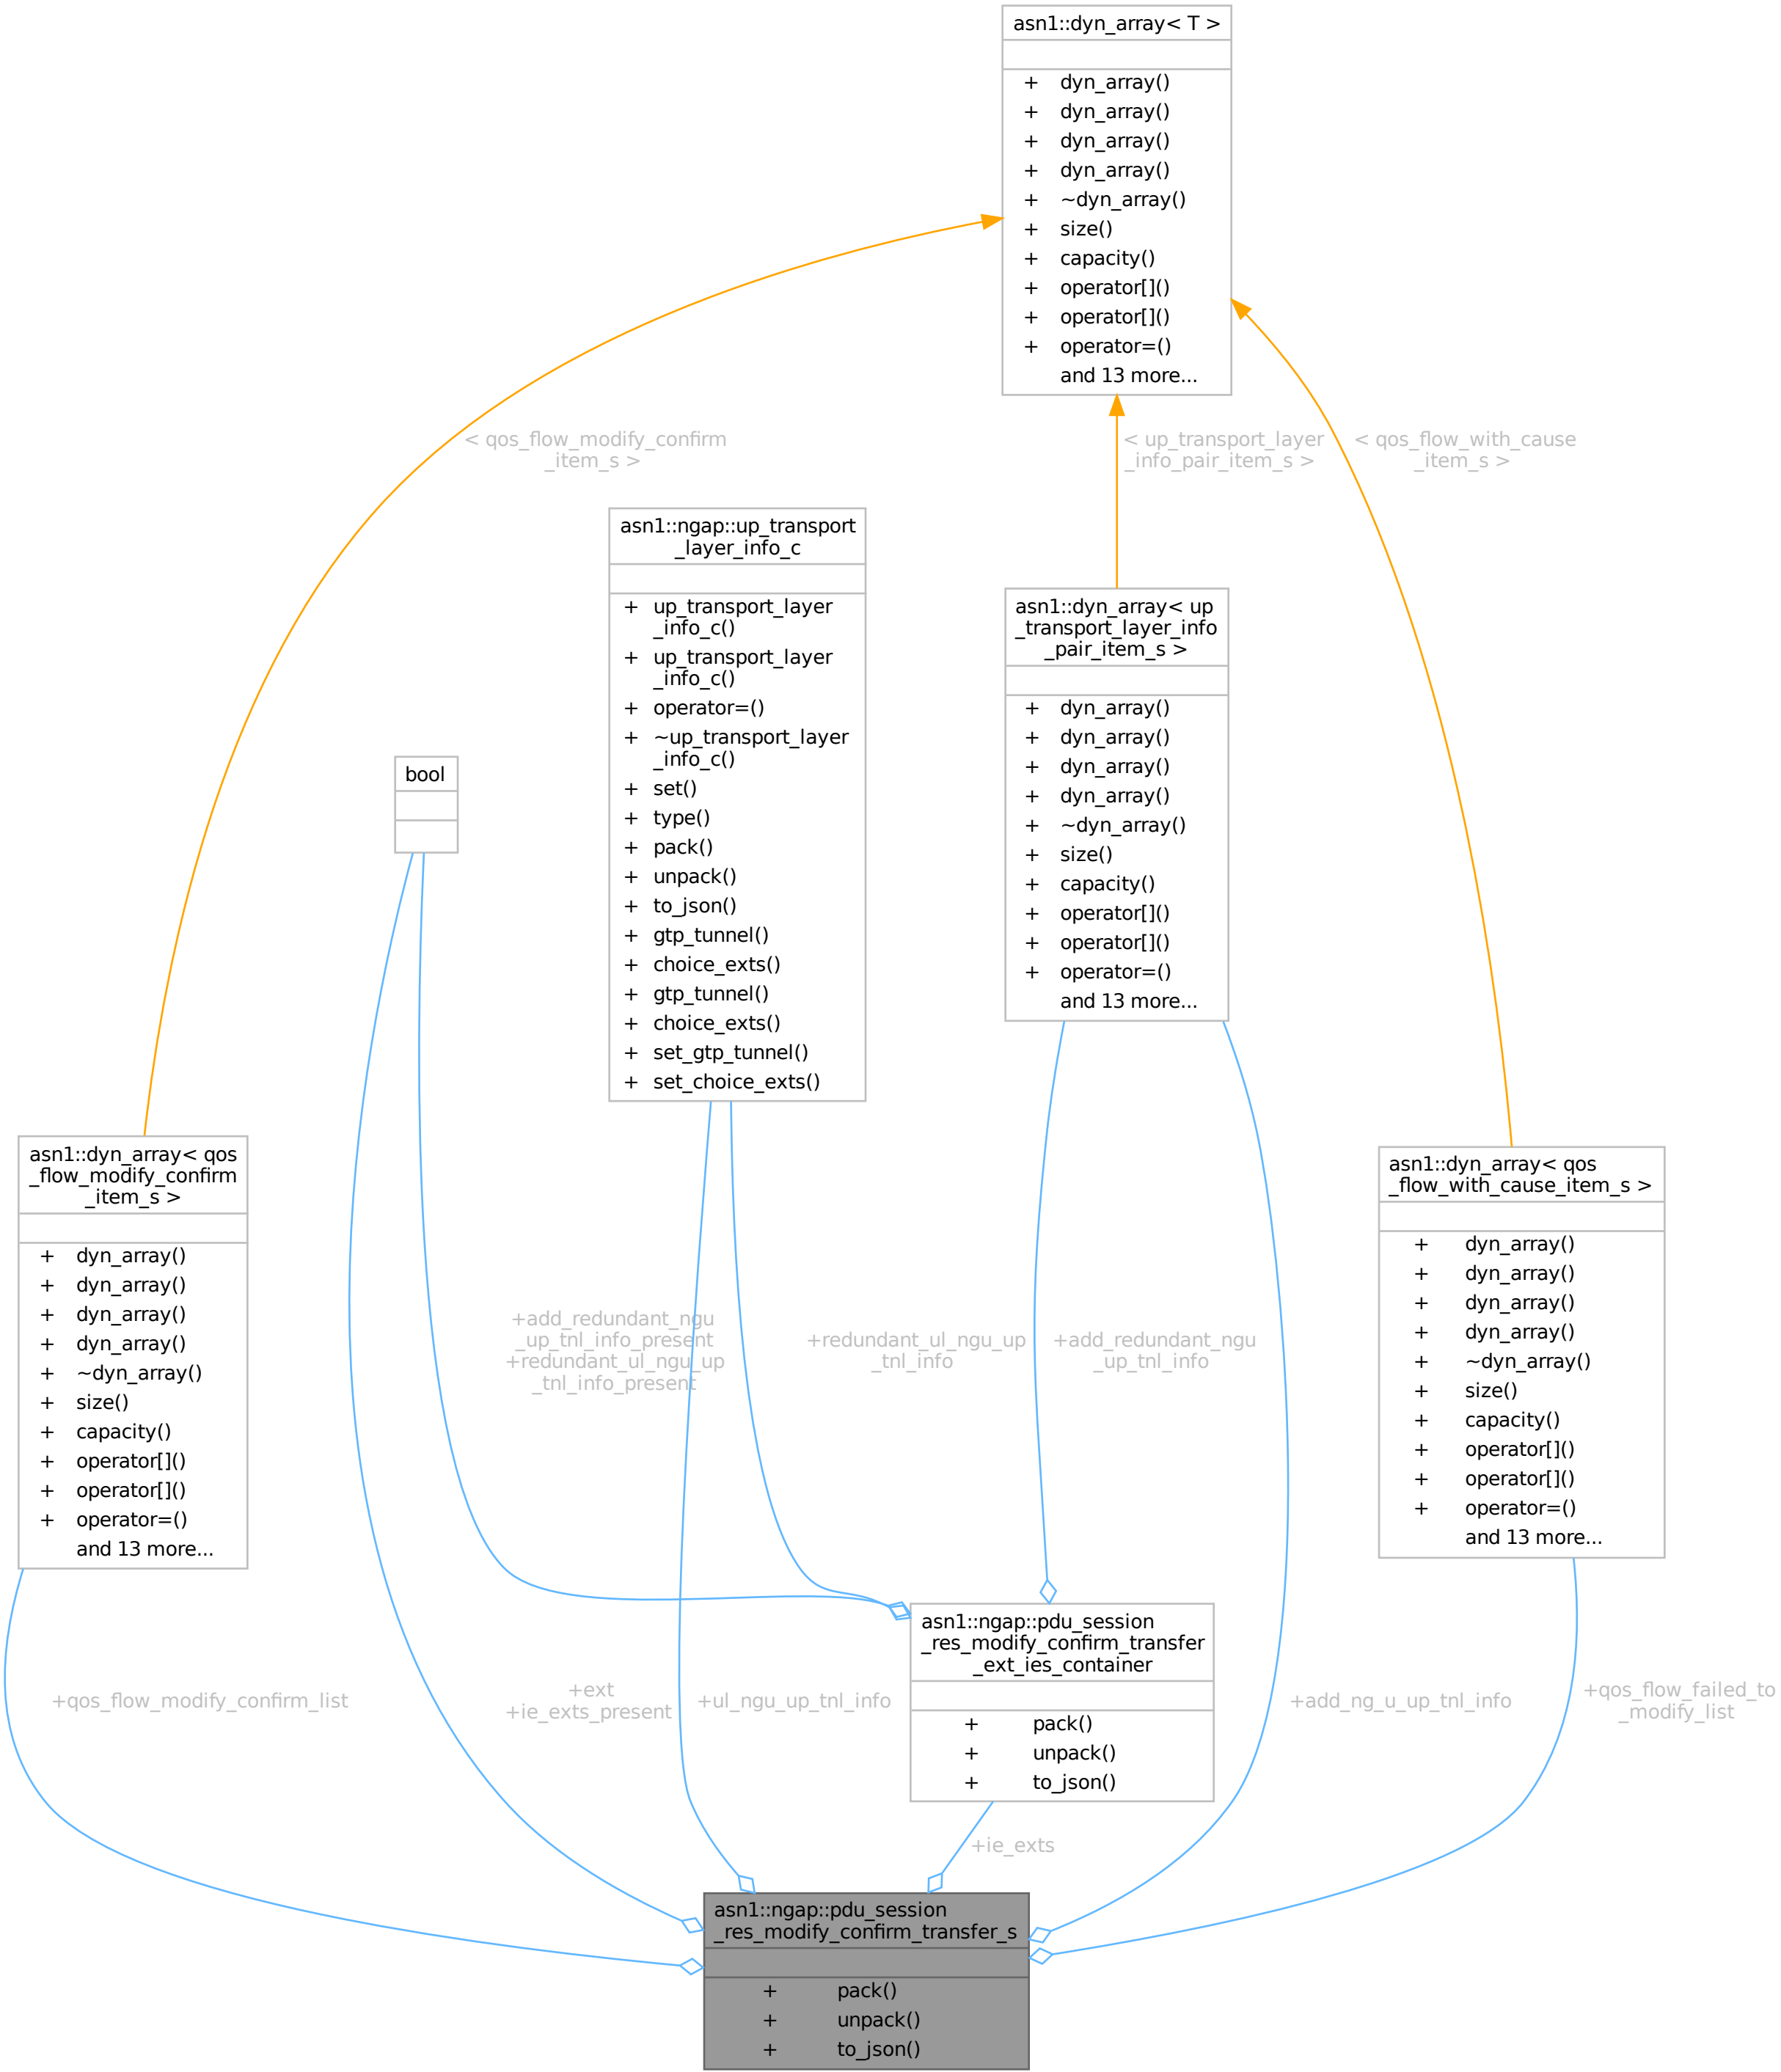 asn1::dyn_array< T >
+ dyn_array()
+ dyn_array()
+ dyn_array()
+ dyn_array()
+ ~dyn_array()
+ size()
+ capacity()
+ operator[]()
+ operator[]()
+ operator=()
and 13 more...
< qos_flow_modify_confirm
_item_s >
< up_transport_layer
_info_pair_item_s >
< qos_flow_with_cause
_item_s >
asn1::ngap::up_transport
_layer_info_c
+ up_transport_layer
_info_c()
+ up_transport_layer
_info_c()
+ operator=()
+ ~up_transport_layer
_info_c()
+ set()
+ type()
+ pack()
+ unpack()
+ to_json()
+ gtp_tunnel()
+ choice_exts()
+ gtp_tunnel()
+ choice_exts()
+ set_gtp_tunnel()
+ set_choice_exts()
asn1::dyn_array< up
_transport_layer_info
_pair_item_s >
+ dyn_array()
+ dyn_array()
+ dyn_array()
+ dyn_array()
+ ~dyn_array()
+ size()
+ capacity()
+ operator[]()
+ operator[]()
+ operator=()
and 13 more...
bool
asn1::dyn_array< qos
_flow_modify_confirm
_item_s >
+ dyn_array()
+ dyn_array()
+ dyn_array()
+ dyn_array()
+ ~dyn_array()
+ size()
+ capacity()
+ operator[]()
+ operator[]()
+ operator=()
and 13 more...
asn1::dyn_array< qos
_flow_with_cause_item_s >
+ dyn_array()
+ dyn_array()
+ dyn_array()
+ dyn_array()
+ ~dyn_array()
+ size()
+ capacity()
+ operator[]()
+ operator[]()
+ operator=()
and 13 more...
+add_redundant_ngu
_up_tnl_info_present
+redundant_ul_ngu_up
_tnl_info_present
+redundant_ul_ngu_up
_tnl_info
+add_redundant_ngu
_up_tnl_info
asn1::ngap::pdu_session
_res_modify_confirm_transfer
_ext_ies_container
+ pack()
+ unpack()
+ to_json()
+qos_flow_modify_confirm_list
+ext
+ie_exts_present
+ul_ngu_up_tnl_info
+add_ng_u_up_tnl_info
+qos_flow_failed_to
_modify_list
+ie_exts
asn1::ngap::pdu_session
_res_modify_confirm_transfer_s
+ pack()
+ unpack()
+ to_json()